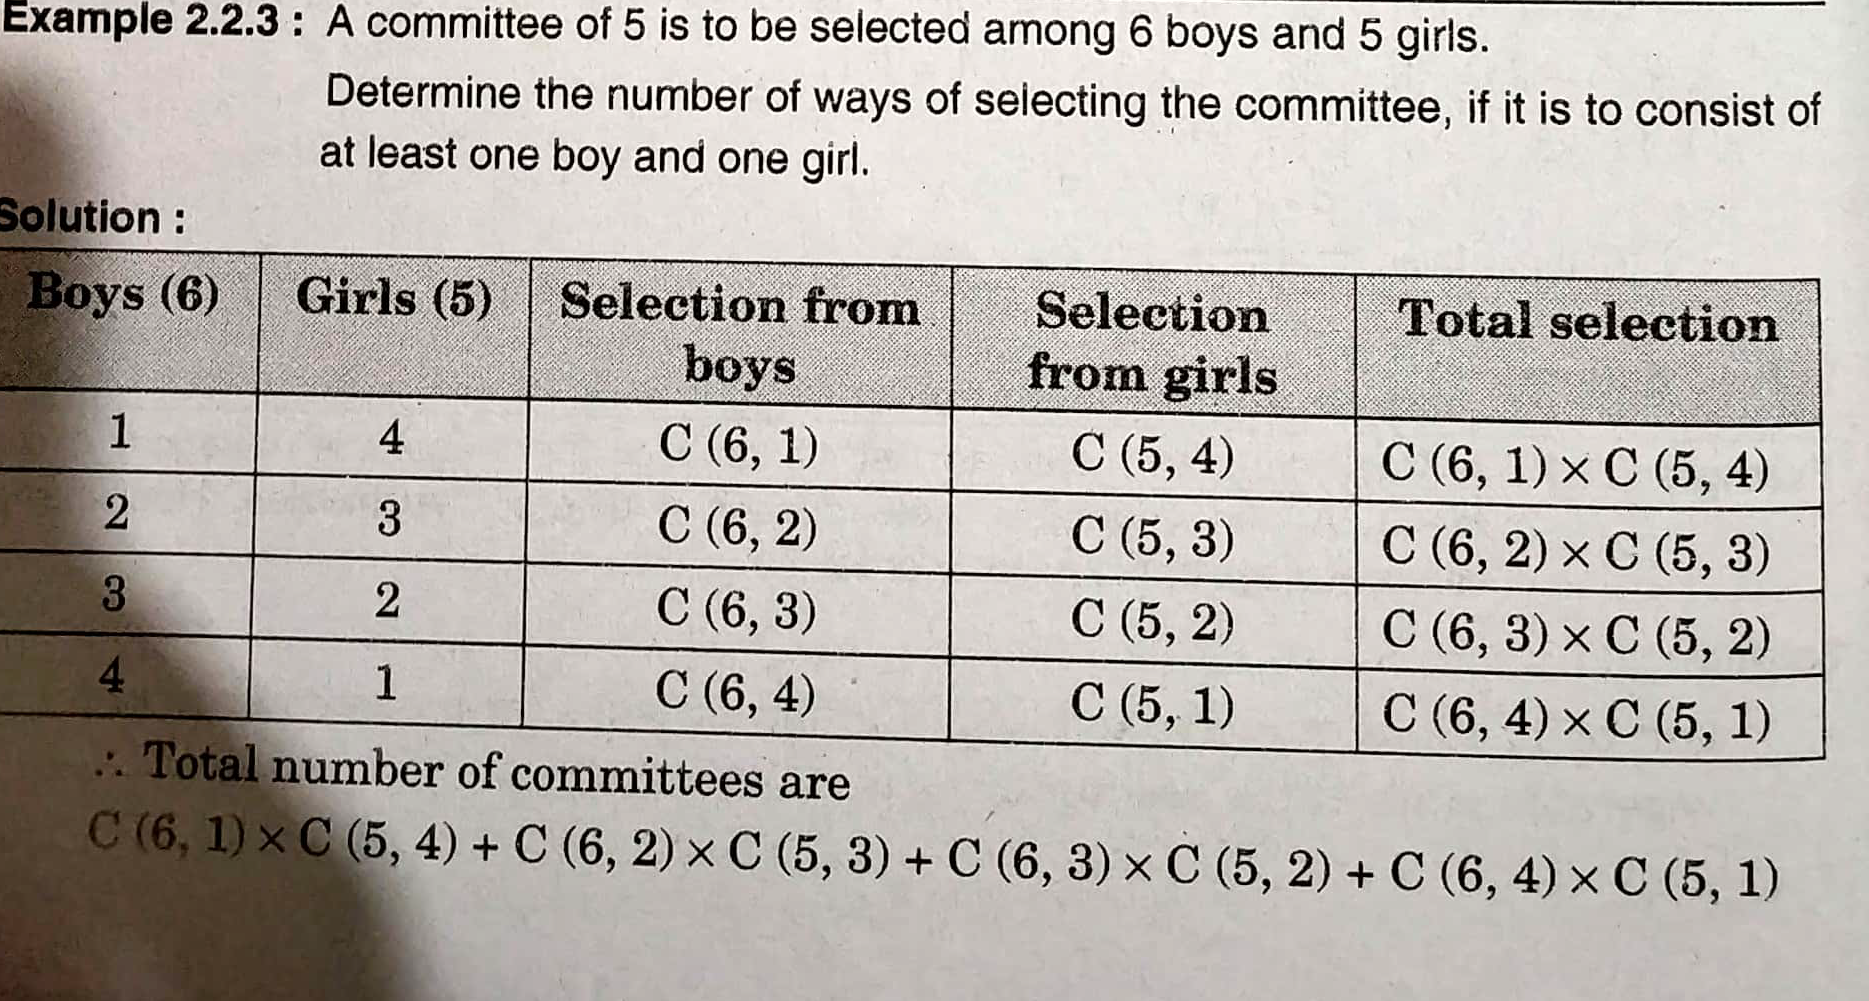 Example 2.2.3 : A committee of 5 is to be selected among 6 boys and 5 girls.
Determine the number of ways of selecting the committee, if it is to consist of
at least one boy and one girl.
Solution :
Boys (6) Girls (5) Selection from boys Selection from girls Total selection
1 4 C (6, 1) C (5, 4) C (6, 1) × C (5, 4)
2 3 C (6, 2) C (5, 3) C (6, 2) × C (5, 3)
3 2 C (6, 3) C (5, 2) C (6, 3) × C (5, 2)
4 1 C (6, 4) C (5, 1) C (6, 4) × C (5, 1)
∴ Total number of committees are
C (6, 1) × C (5, 4) + C (6, 2) × C (5, 3) + C (6, 3) × C (5, 2) + C (6, 4) × C (5, 1)